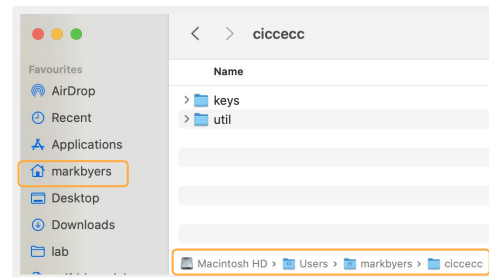 ciccecc
Favourites
AirDrop
Recent
Applications
markbyers
Desktop
Downloads
lab
Name
keys
util
Macintosh HD › Users › markbyers › ciccecc